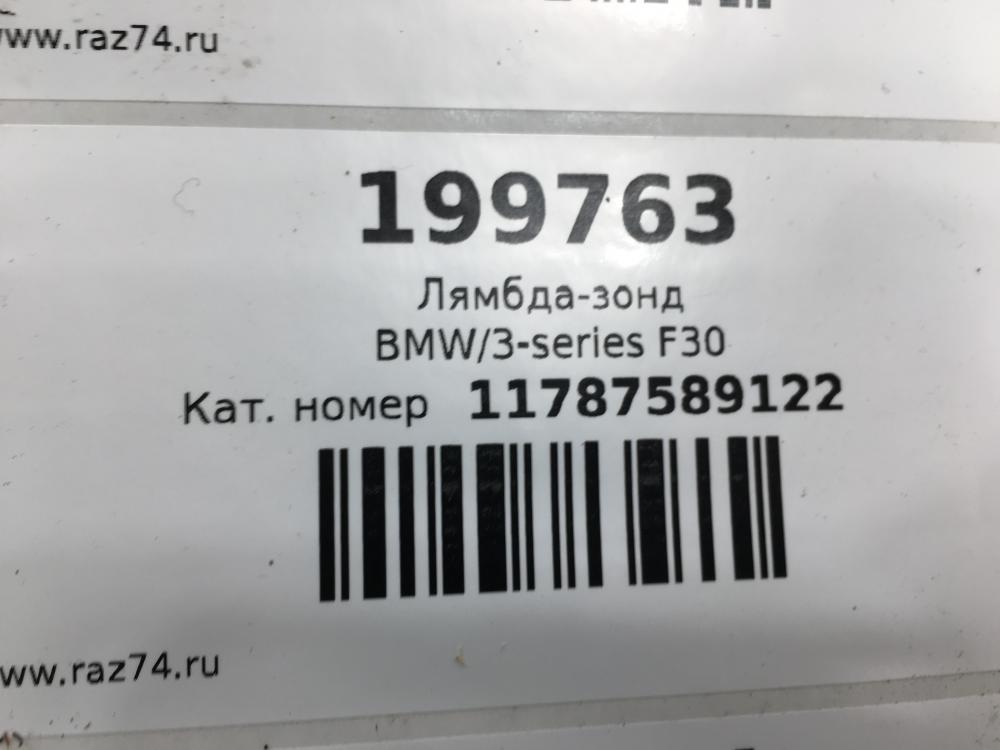 www.raz74.ru
199763
Лямбда-зонд
BMW/3-series F30
Кат. номер 11787589122
www.raz74.ru